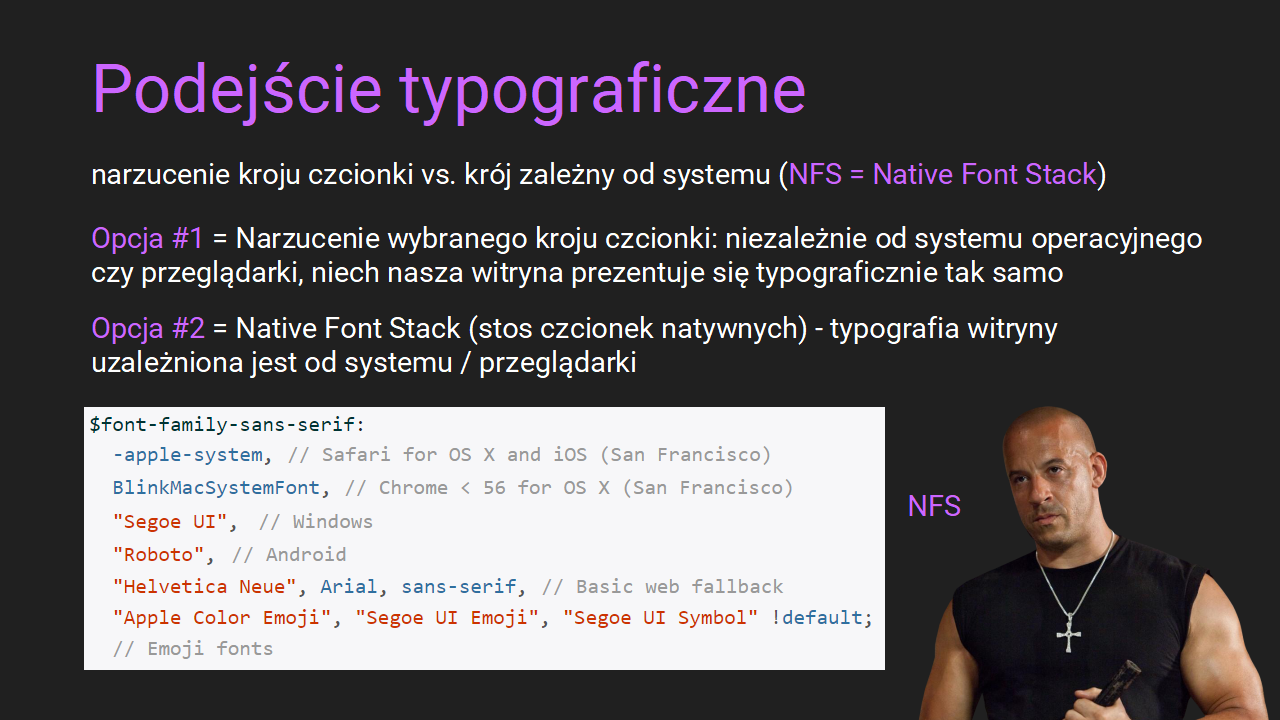 Podejście typograficzne
narzucenie kroju czcionki vs. krój zależny od systemu (NFS = Native Font Stack)
Opcja #1 = Narzucenie wybranego kroju czcionki: niezależnie od systemu operacyjnego
czy przeglądarki, niech nasza witryna prezentuje się typograficznie tak samo
Opcja #2 = Native Font Stack (stos czcionek natywnych) - typografia witryny
uzależniona jest od systemu / przeglądarki
$font-family-sans-serif:
-apple-system, // Safari for OS X and iOS (San Francisco)
BlinkMacSystemFont, // Chrome < 56 for OS X (San Francisco)
"Segoe UI", // Windows
"Roboto", // Android
"Helvetica Neue", Arial, sans-serif, // Basic web fallback
"Apple Color Emoji", "Segoe UI Emoji", "Segoe UI Symbol" !default;
// Emoji fonts
NFS